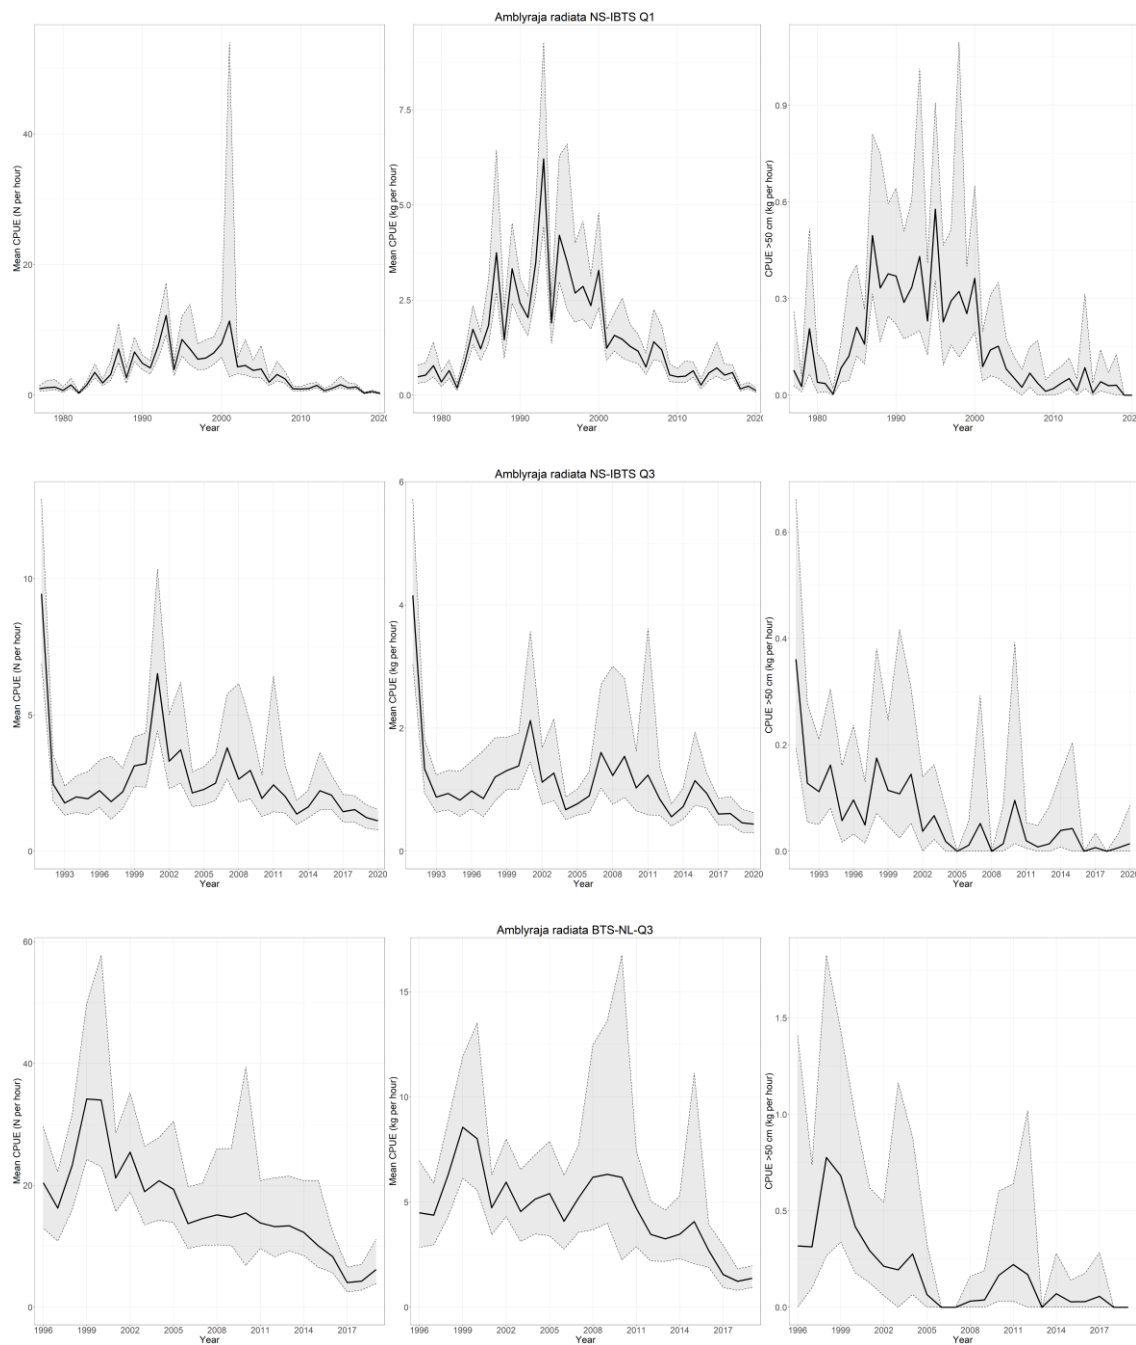 Amblyraja radiata NS-IBTS Q1
Mean CPUE (N per hour)
40
20
0
1980 1990 2000 2010 2020
Year
Mean CPUE (kg per hour)
7.5
5.0
2.5
0.0
1980 1990 2000 2010 2020
Year
CPUE >50 cm (kg per hour)
0.9
0.6
0.3
0.0
1980 1990 2000 2010 2020
Year
Amblyraja radiata NS-IBTS Q3
Mean CPUE (N per hour)
10
5
0
1993 1996 1999 2002 2005 2008 2011 2014 2017 2020
Year
Mean CPUE (kg per hour)
6
4
2
0
1993 1996 1999 2002 2005 2008 2011 2014 2017 2020
Year
CPUE >50 cm (kg per hour)
0.6
0.4
0.2
0.0
1993 1996 1999 2002 2005 2008 2011 2014 2017 2020
Year
Amblyraja radiata BTS-NL-Q3
Mean CPUE (N per hour)
60
40
20
0
1996 1999 2002 2005 2008 2011 2014 2017
Year
Mean CPUE (kg per hour)
15
10
5
0
1996 1999 2002 2005 2008 2011 2014 2017
Year
CPUE >50 cm (kg per hour)
1.5
1.0
0.5
0.0
1996 1999 2002 2005 2008 2011 2014 2017
Year